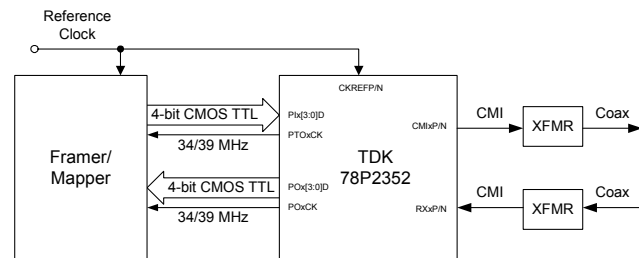 Reference
Clock
Framer/
Mapper
4-bit CMOS TTL
34/39 MHz
4-bit CMOS TTL
34/39 MHz
CKREFP/N
PIx[3:0]D
PTOxCK
POx[3:0]D
POxCK
TDK
78P2352
CMIxP/N
RXxP/N
CMI
XFMR
Coax
CMI
XFMR
Coax